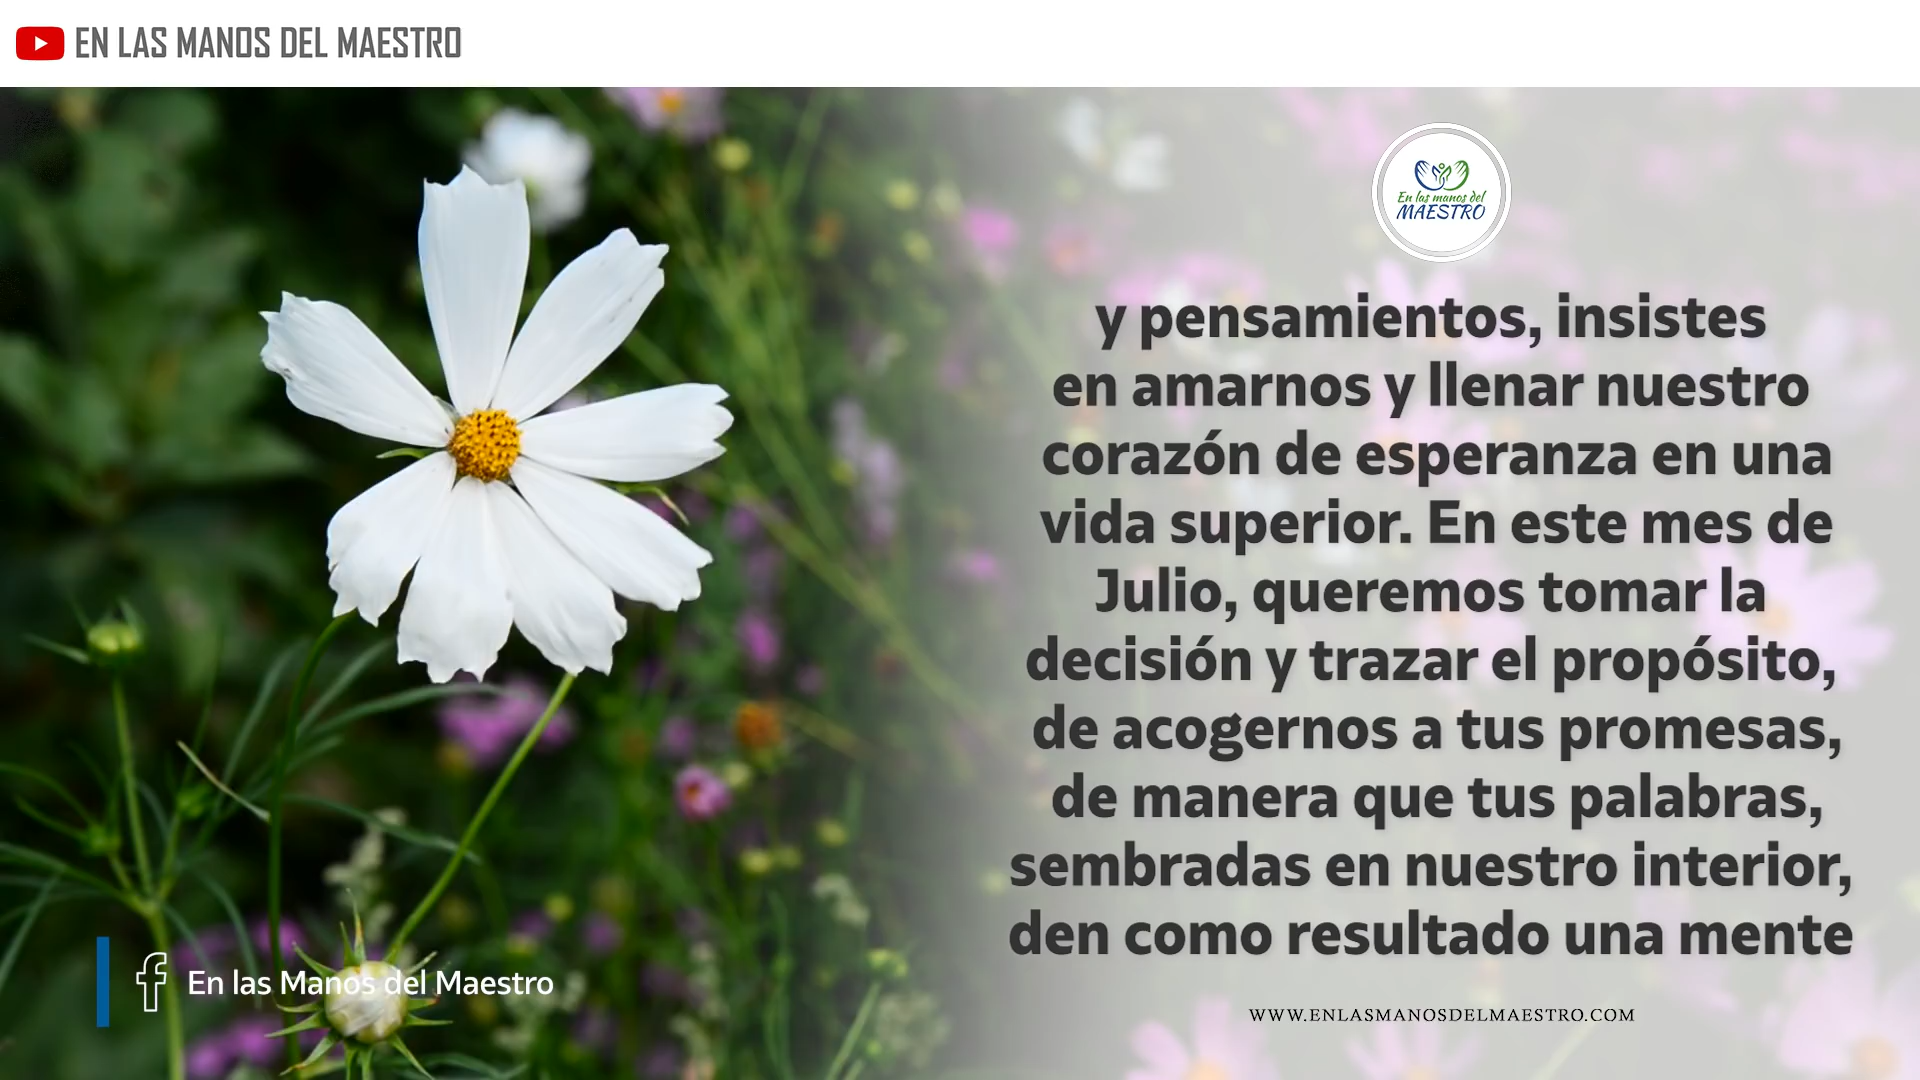 EN LAS MANOS DEL MAESTRO
En las manos del
MAESTRO
y pensamientos, insistes
en amarnos y llenar nuestro
corazón de esperanza en una
vida superior. En este mes de
Julio, queremos tomar la
decisión y trazar el propósito,
de acogernos a tus promesas,
de manera que tus palabras,
sembradas en nuestro interior,
den como resultado una mente
En las Manos del Maestro
WWW.ENLASMANOSDELMAESTRO.COM